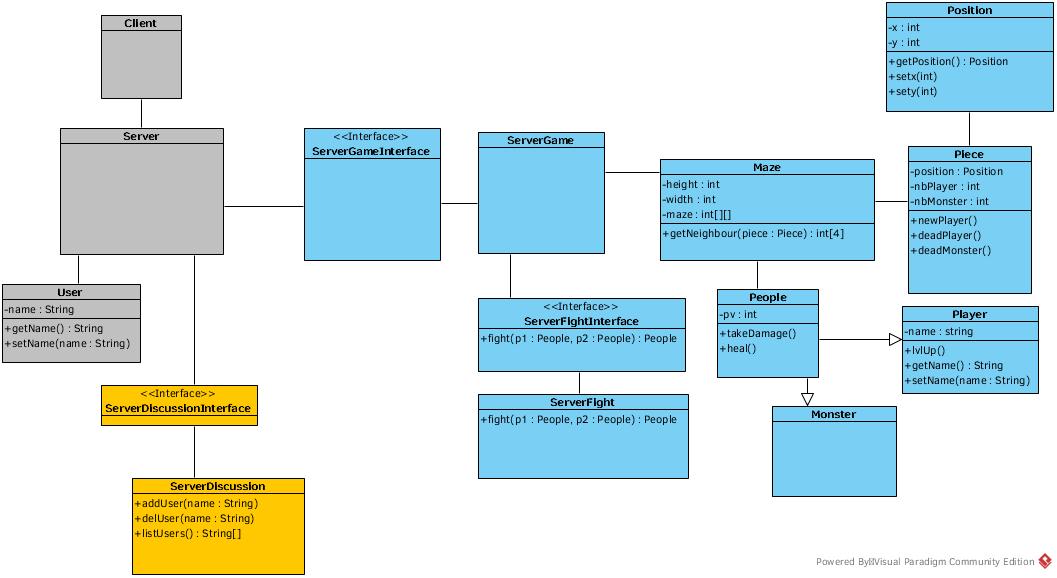 Client
Server
User
-name : String
+getName() : String
+setName(name : String)
<<Interface>>
ServerDiscussionInterface
ServerDiscussion
+addUser(name : String)
+delUser(name : String)
+listUsers() : String[]
<<Interface>>
ServerGameInterface
ServerGame
<<Interface>>
ServerFightInterface
+fight(p1 : People, p2 : People) : People
ServerFight
+fight(p1 : People, p2 : People) : People
Maze
-height : int
-width : int
-maze : int[][]
+getNeighbour(piece : Piece) : int[4]
People
-pv : int
+takeDamage()
+heal()
Monster
Position
-x : int
-y : int
+getPosition() : Position
+setx(int)
+sety(int)
Piece
-position : Position
-nbPlayer : int
-nbMonster : int
+newPlayer()
+deadPlayer()
+deadMonster()
Player
-name : string
+lvlUp()
+getName() : String
+setName(name : String)
Powered By Visual Paradigm Community Edition